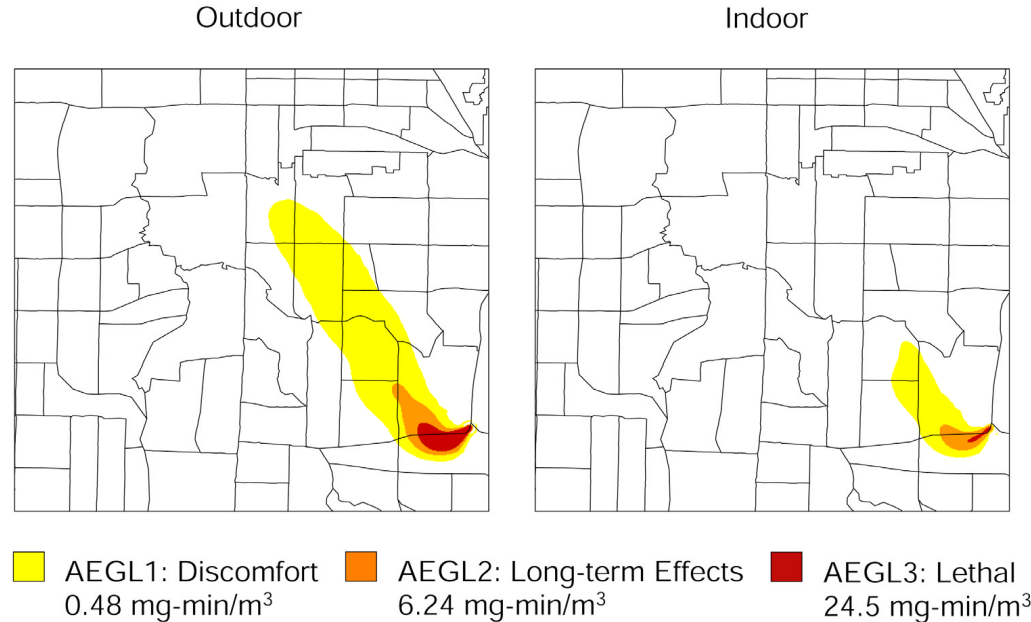 Outdoor
Indoor
AEGL1: Discomfort
0.48 mg-min/m³
AEGL2: Long-term Effects
6.24 mg-min/m³
AEGL3: Lethal
24.5 mg-min/m³